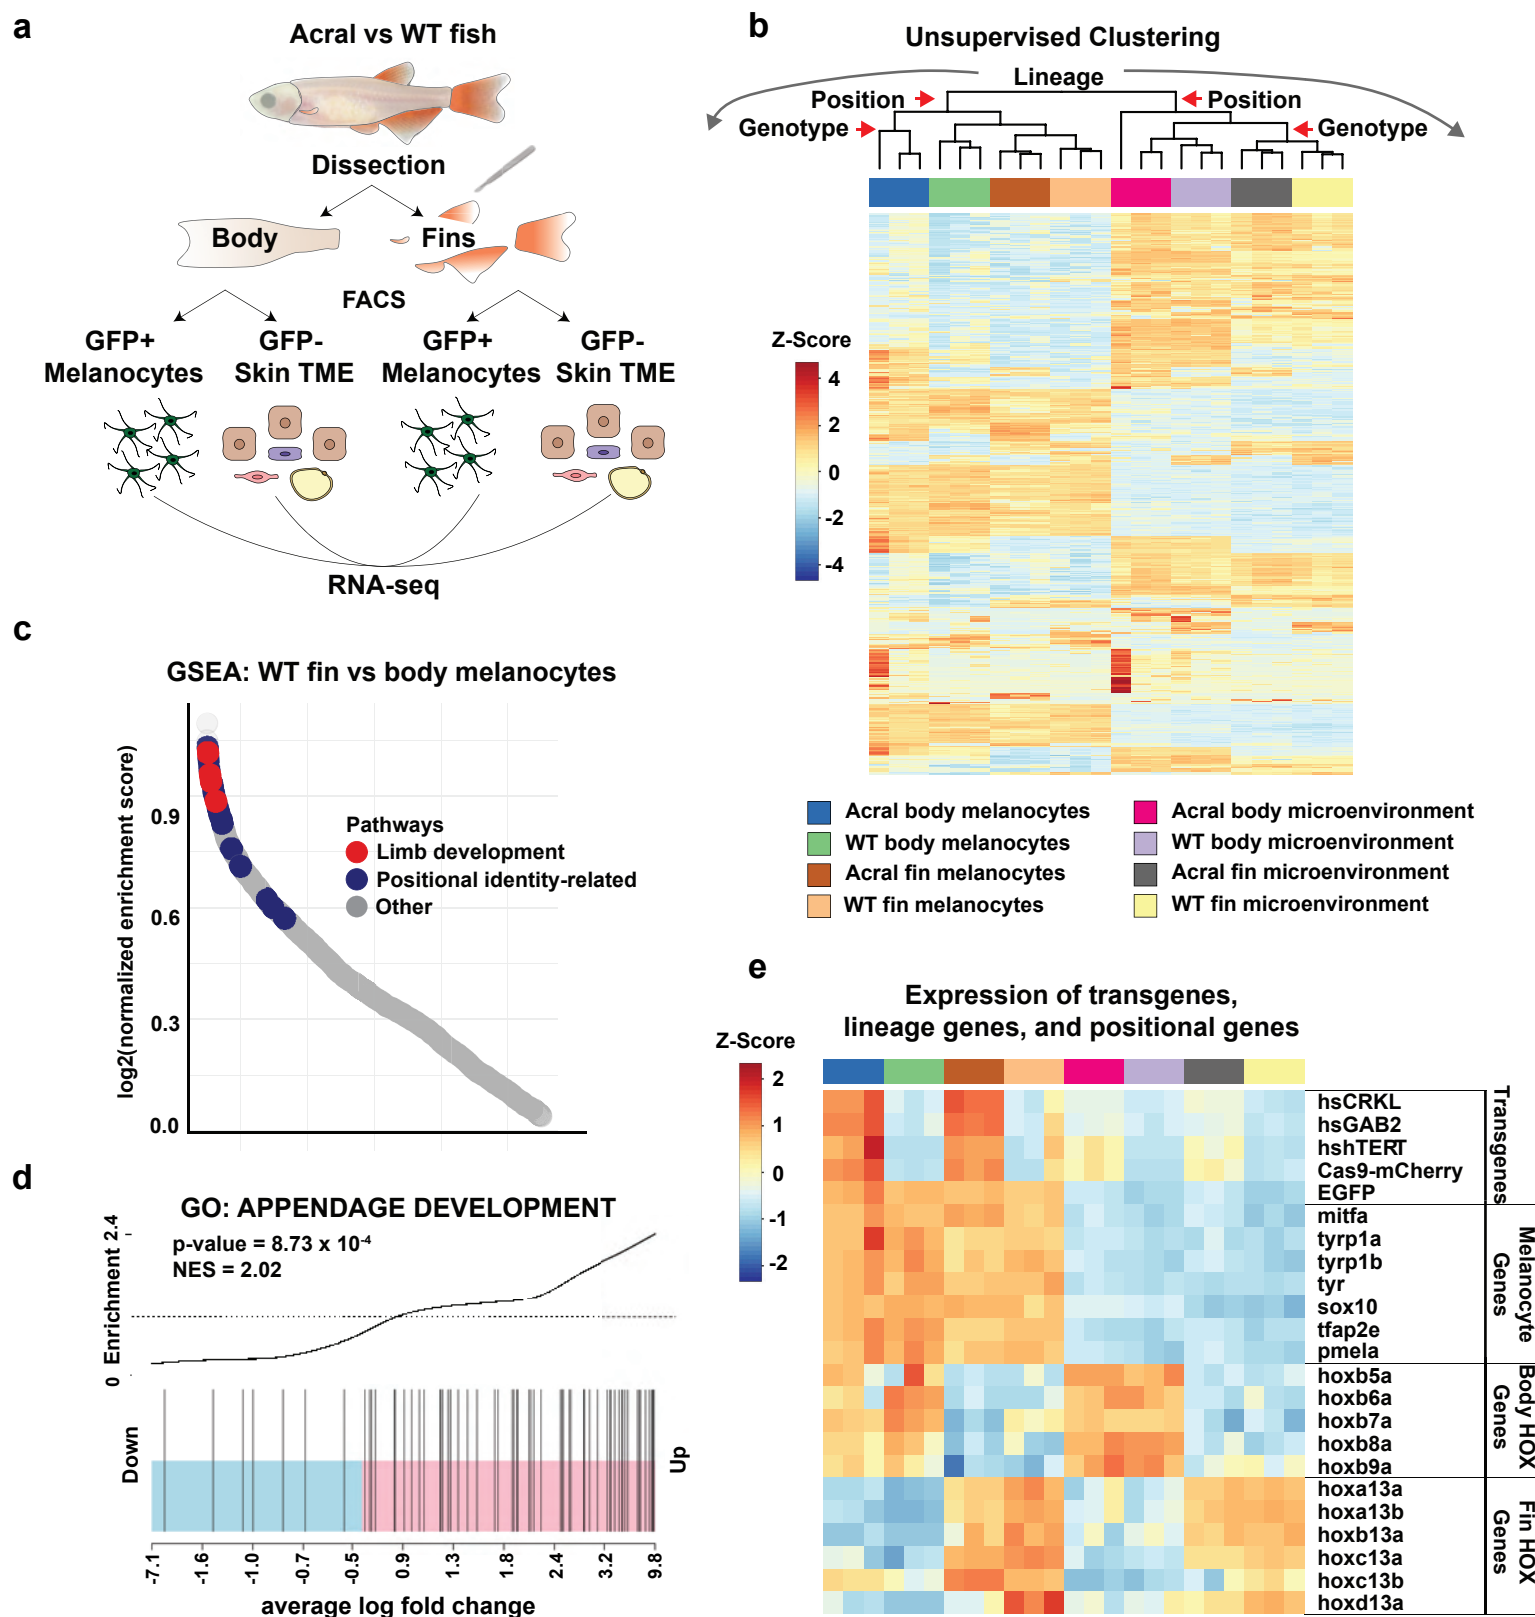 a
Acral vs WT fish
Dissection
Body
Fins
FACS
GFP+
Melanocytes
GFP-
Skin TME
GFP+
Melanocytes
GFP-
Skin TME
RNA-seq
b
Unsupervised Clustering
Lineage
Position
Position
Genotype
Genotype
Z-Score
4
2
0
-2
-4
Acral body melanocytes
WT body melanocytes
Acral fin melanocytes
WT fin melanocytes
Acral body microenvironment
WT body microenvironment
Acral fin microenvironment
WT fin microenvironment
c
GSEA: WT fin vs body melanocytes
log2(normalized enrichment score)
0.9
0.6
0.3
0.0
Pathways
Limb development
Positional identity-related
Other
d
GO: APPENDAGE DEVELOPMENT
p-value = 8.73 x 10-4
NES = 2.02
0 Enrichment 2.4
Down
Up
-7.1 -1.6 -1.0 -0.7 -0.5 0.9 1.3 1.8 2.4 3.2 9.8
average log fold change
e
Expression of transgenes,
lineage genes, and positional genes
Z-Score
2
1
0
-1
-2
hsCRKL
hsGAB2
hshTERT
Cas9-mCherry
EGFP
mitfa
tyrp1a
tyrp1b
tyr
sox10
tfap2e
pmela
hoxb5a
hoxb6a
hoxb7a
hoxb8a
hoxb9a
hoxa13a
hoxa13b
hoxb13a
hoxc13a
hoxc13b
hoxd13a
Transgenes
Melanocyte
Genes
Body HOX
Genes
Fin HOX
Genes